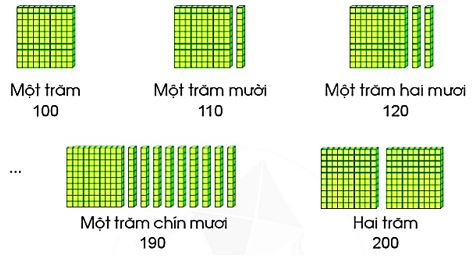 Một trăm
100
Một trăm mười
110
Một trăm hai mươi
120
...
Một trăm chín mươi
190
Hai trăm
200